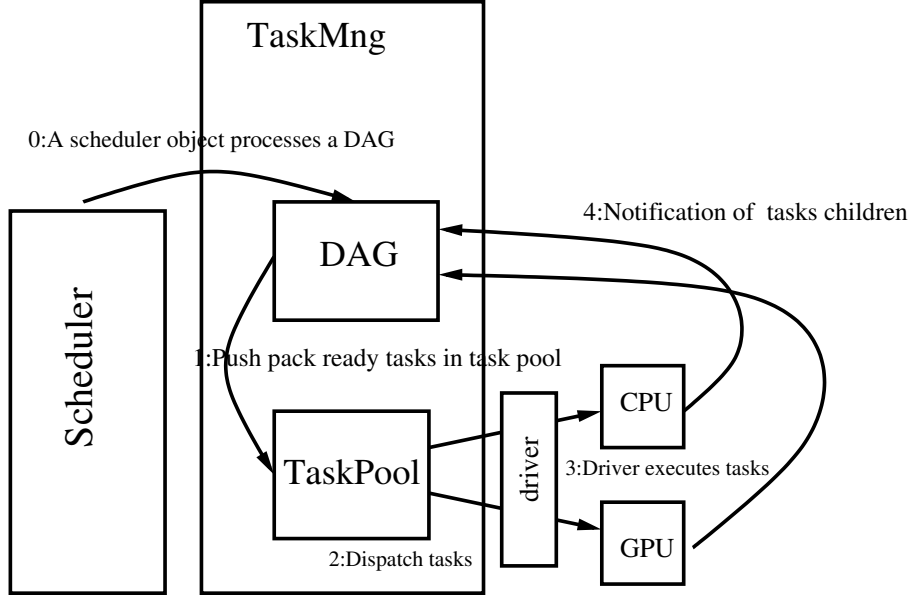 TaskMng
0:A scheduler object processes a DAG
4:Notification of tasks children
DAG
Scheduler
1:Push pack ready tasks in task pool
CPU
driver
TaskPool
3:Driver executes tasks
GPU
2:Dispatch tasks